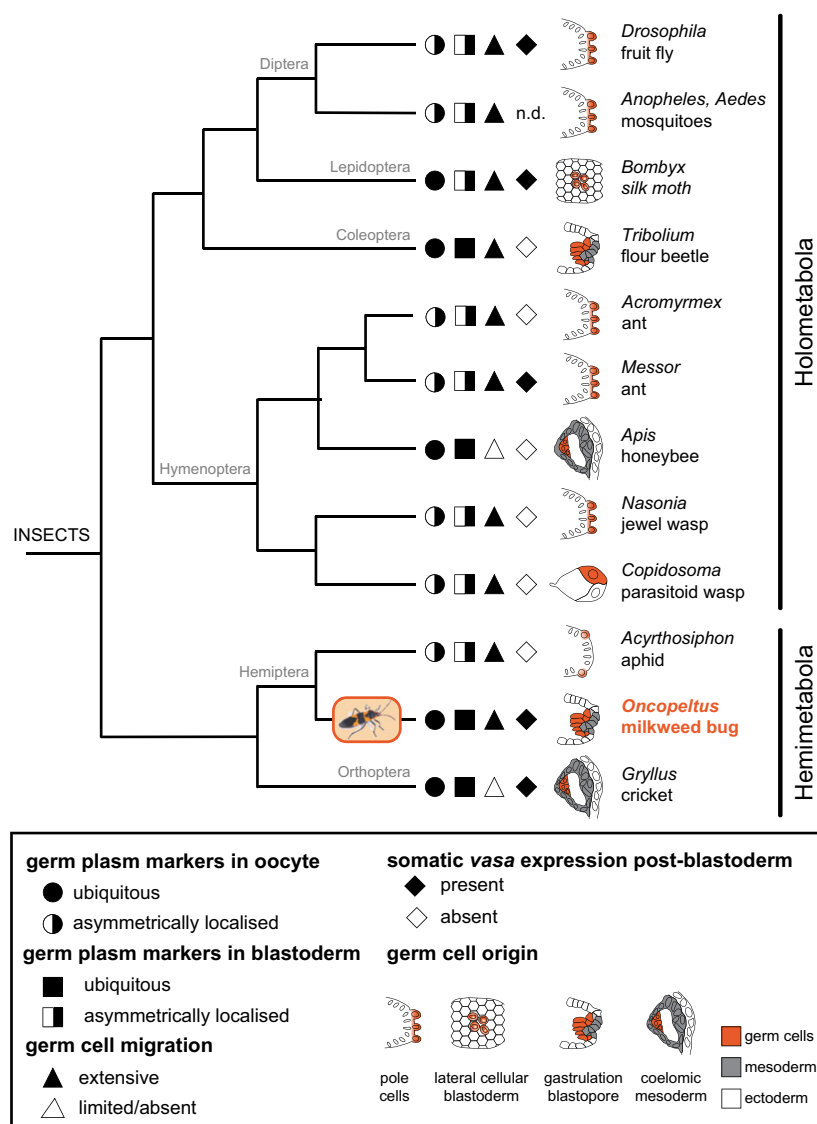 Diptera
Drosophila
fruit fly
n.d.
Anopheles, Aedes
mosquitoes
Lepidoptera
Bombyx
silk moth
Coleoptera
Tribolium
flour beetle
Acromyrmex
ant
Messor
ant
Hymenoptera
Apis
honeybee
Nasonia
jewel wasp
Copidosoma
parasitoid wasp
Holometabola
INSECTS
Hemiptera
Acyrthosiphon
aphid
Oncopeltus
milkweed bug
Orthoptera
Gryllus
cricket
Hemimetabola
germ plasm markers in oocyte
ubiquitous
asymmetrically localised
germ plasm markers in blastoderm
ubiquitous
asymmetrically localised
germ cell migration
extensive
limited/absent
somatic vasa expression post-blastoderm
present
absent
germ cell origin
pole
cells
lateral cellular
blastoderm
gastrulation
blastopore
coelomic
mesoderm
germ cells
mesoderm
ectoderm